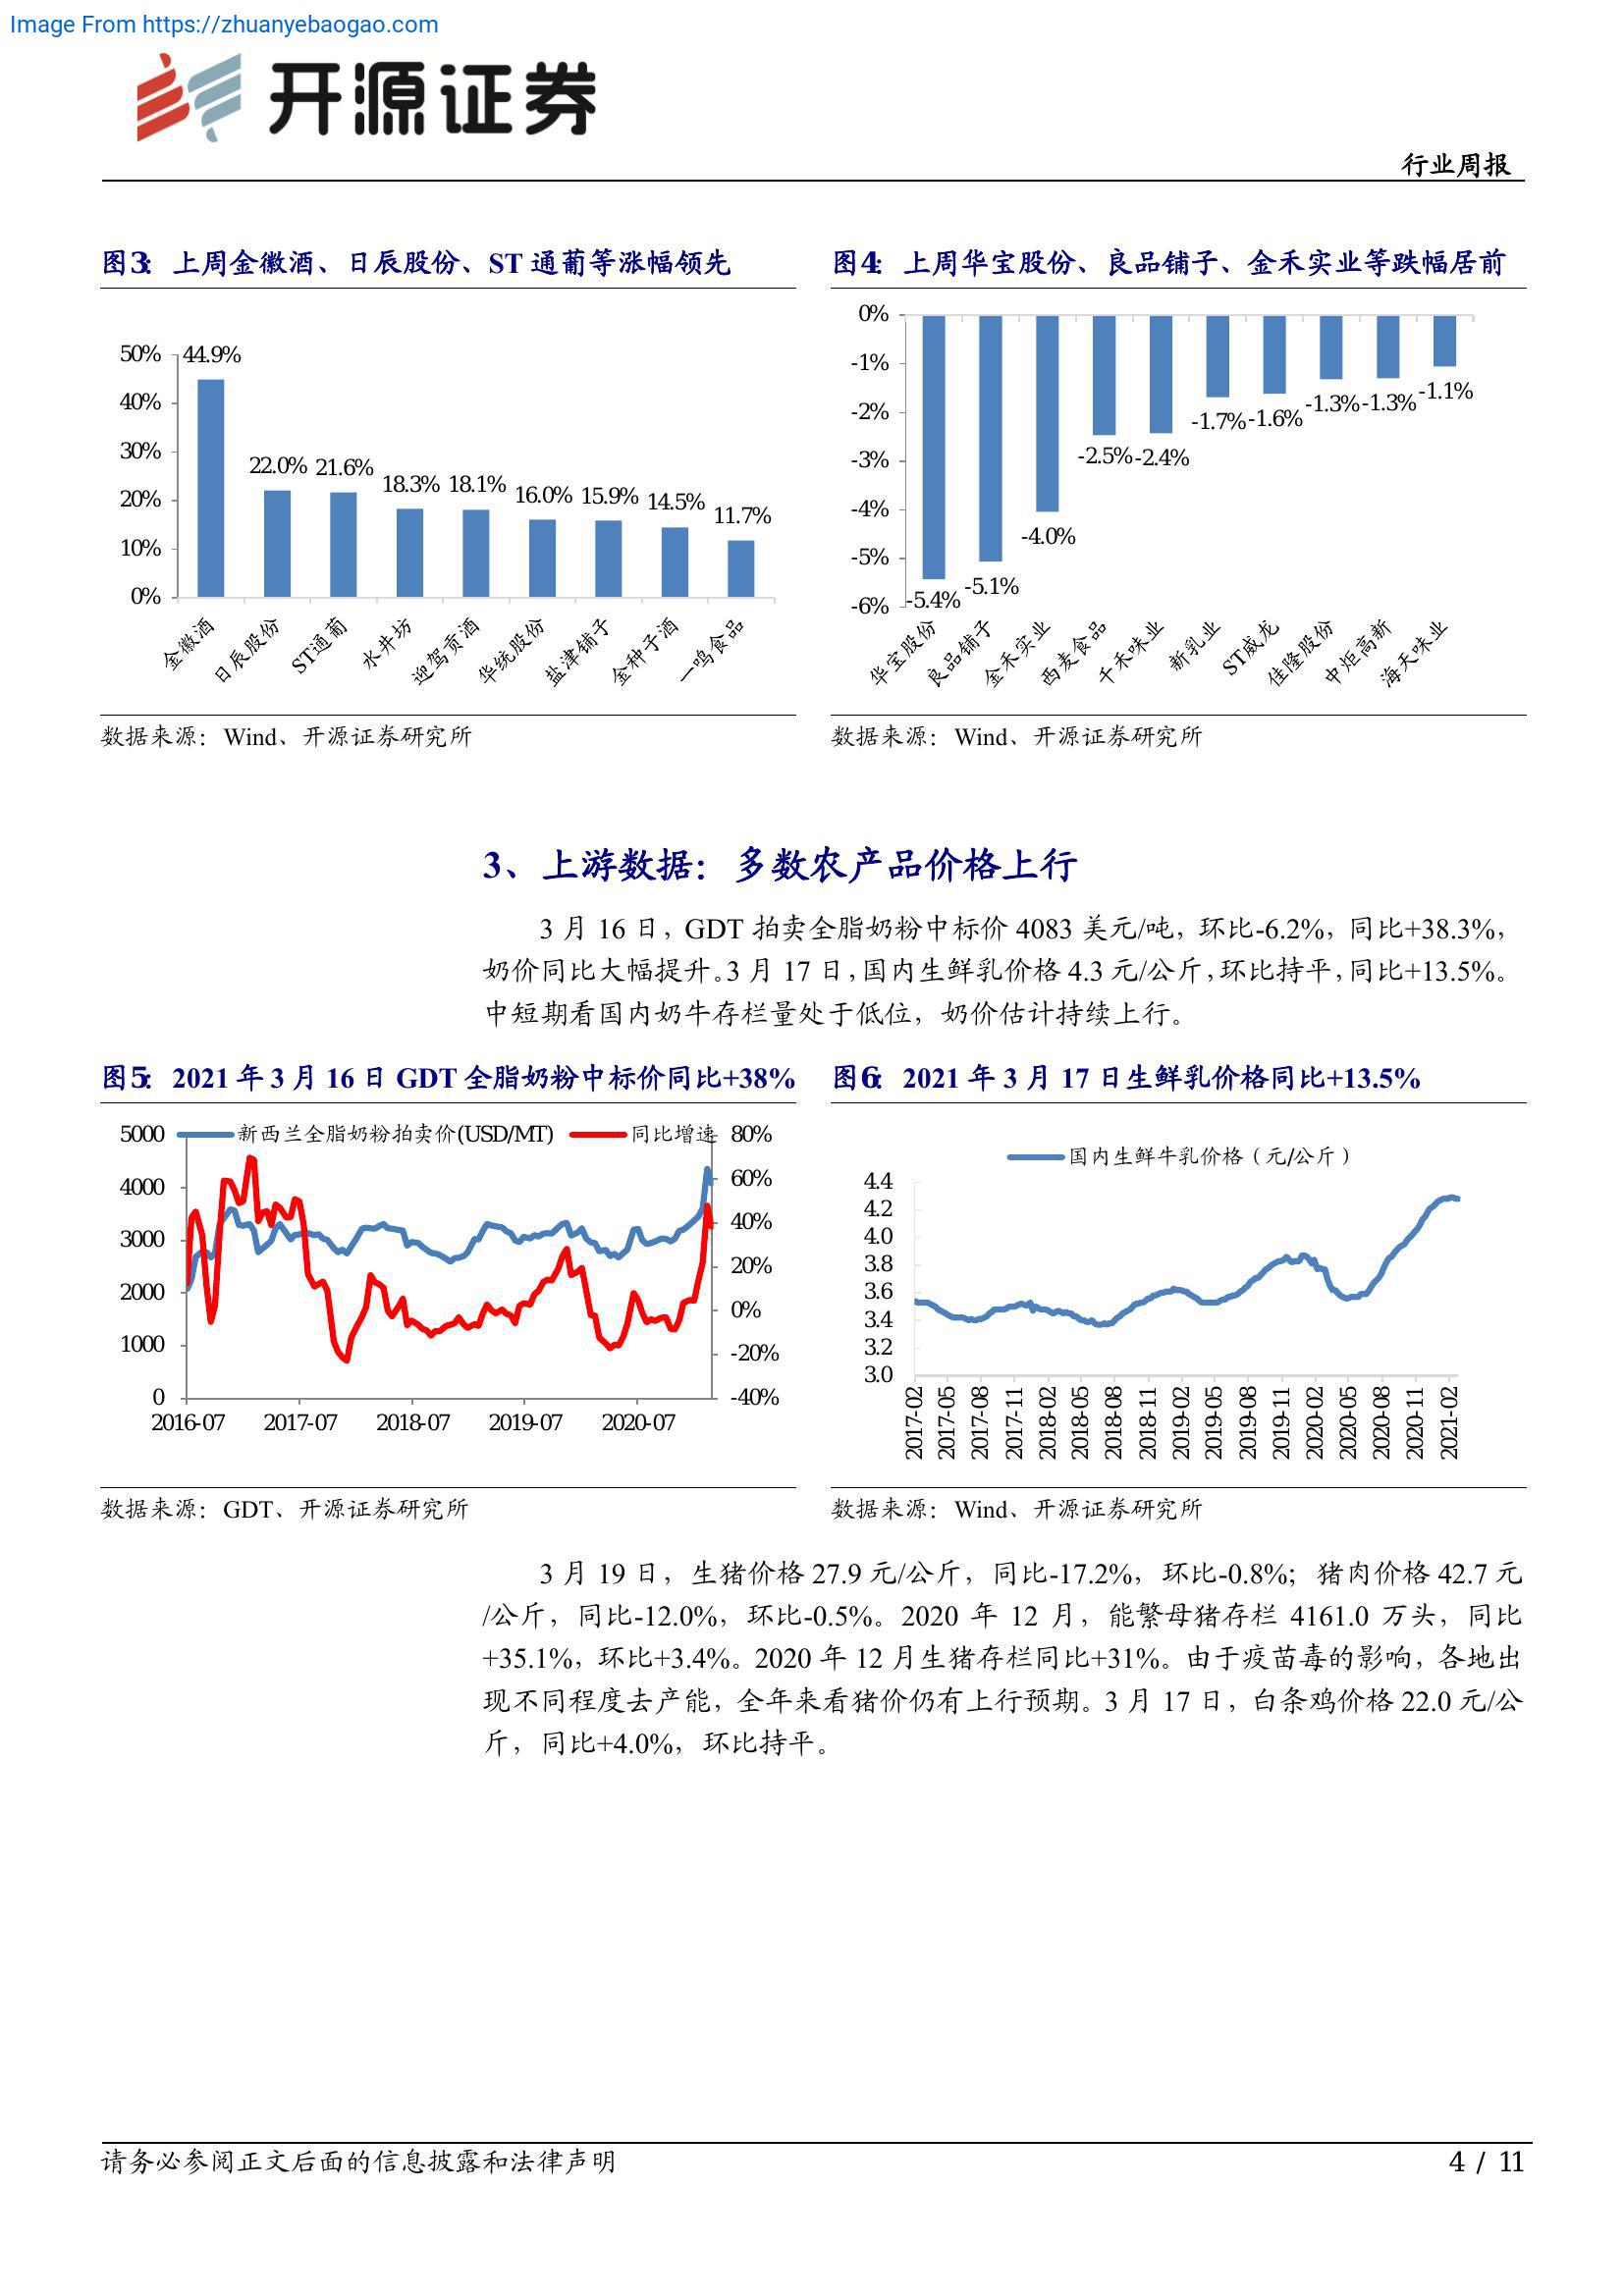 Image From https://zhuanyebaogao.com
开源证券
行业周报
图3： 上周金徽酒、日辰股份、ST 通葡等涨幅领先
50%
40%
30%
20%
10%
0%
44.9%
22.0%
21.6%
18.3%
18.1%
16.0%
15.9%
14.5%
11.7%
金徽酒
日辰股份
ST通葡
水井坊
迎驾贡酒
华统股份
盐津铺子
金种子酒
一鸣食品
数据来源：Wind、开源证券研究所
图4： 上周华宝股份、良品铺子、金禾实业等跌幅居前
0%
-1%
-2%
-3%
-4%
-5%
-6%
-5.4%
-5.1%
-4.0%
-2.5%
-2.4%
-1.7%
-1.6%
-1.3%
-1.3%
-1.1%
华宝股份
良品铺子
金禾实业
西麦食品
千禾味业
新乳业
ST威龙
佳隆股份
中炬高新
海天味业
数据来源：Wind、开源证券研究所
3、上游数据：多数农产品价格上行
3 月 16 日，GDT 拍卖全脂奶粉中标价 4083 美元/吨，环比-6.2%，同比+38.3%，
奶价同比大幅提升。3 月 17 日，国内生鲜乳价格 4.3 元/公斤，环比持平，同比+13.5%。
中短期看国内奶牛存栏量处于低位，奶价估计持续上行。
图5： 2021 年 3 月 16 日 GDT 全脂奶粉中标价同比+38%
新西兰全脂奶粉拍卖价(USD/MT)
同比增速
5000
4000
3000
2000
1000
0
80%
60%
40%
20%
0%
-20%
-40%
2016-07
2017-07
2018-07
2019-07
2020-07
数据来源：GDT、开源证券研究所
图6： 2021 年 3 月 17 日生鲜乳价格同比+13.5%
国内生鲜牛乳价格（元/公斤）
4.4
4.2
4.0
3.8
3.6
3.4
3.2
3.0
2017-02
2017-05
2017-08
2017-11
2018-02
2018-05
2018-08
2018-11
2019-02
2019-05
2019-08
2019-11
2020-02
2020-05
2020-08
2020-11
2021-02
数据来源：Wind、开源证券研究所
3 月 19 日，生猪价格 27.9 元/公斤，同比-17.2%，环比-0.8%；猪肉价格 42.7 元
/公斤，同比-12.0%，环比-0.5%。2020 年 12 月，能繁母猪存栏 4161.0 万头，同比
+35.1%，环比+3.4%。2020 年 12 月生猪存栏同比+31%。由于疫苗毒的影响，各地出
现不同程度去产能，全年来看猪价仍有上行预期。3 月 17 日，白条鸡价格 22.0 元/公
斤，同比+4.0%，环比持平。
请务必参阅正文后面的信息披露和法律声明
4 / 11